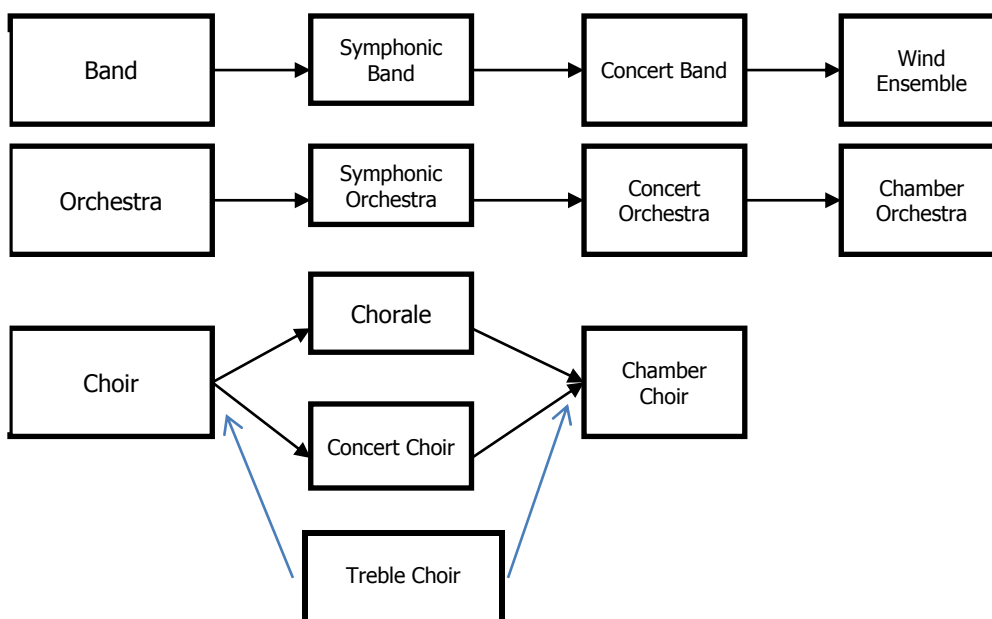 Band
Symphonic
Band
Concert Band
Wind
Ensemble
Orchestra
Symphonic
Orchestra
Concert
Orchestra
Chamber
Orchestra
Choir
Chorale
Concert Choir
Chamber
Choir
Treble Choir